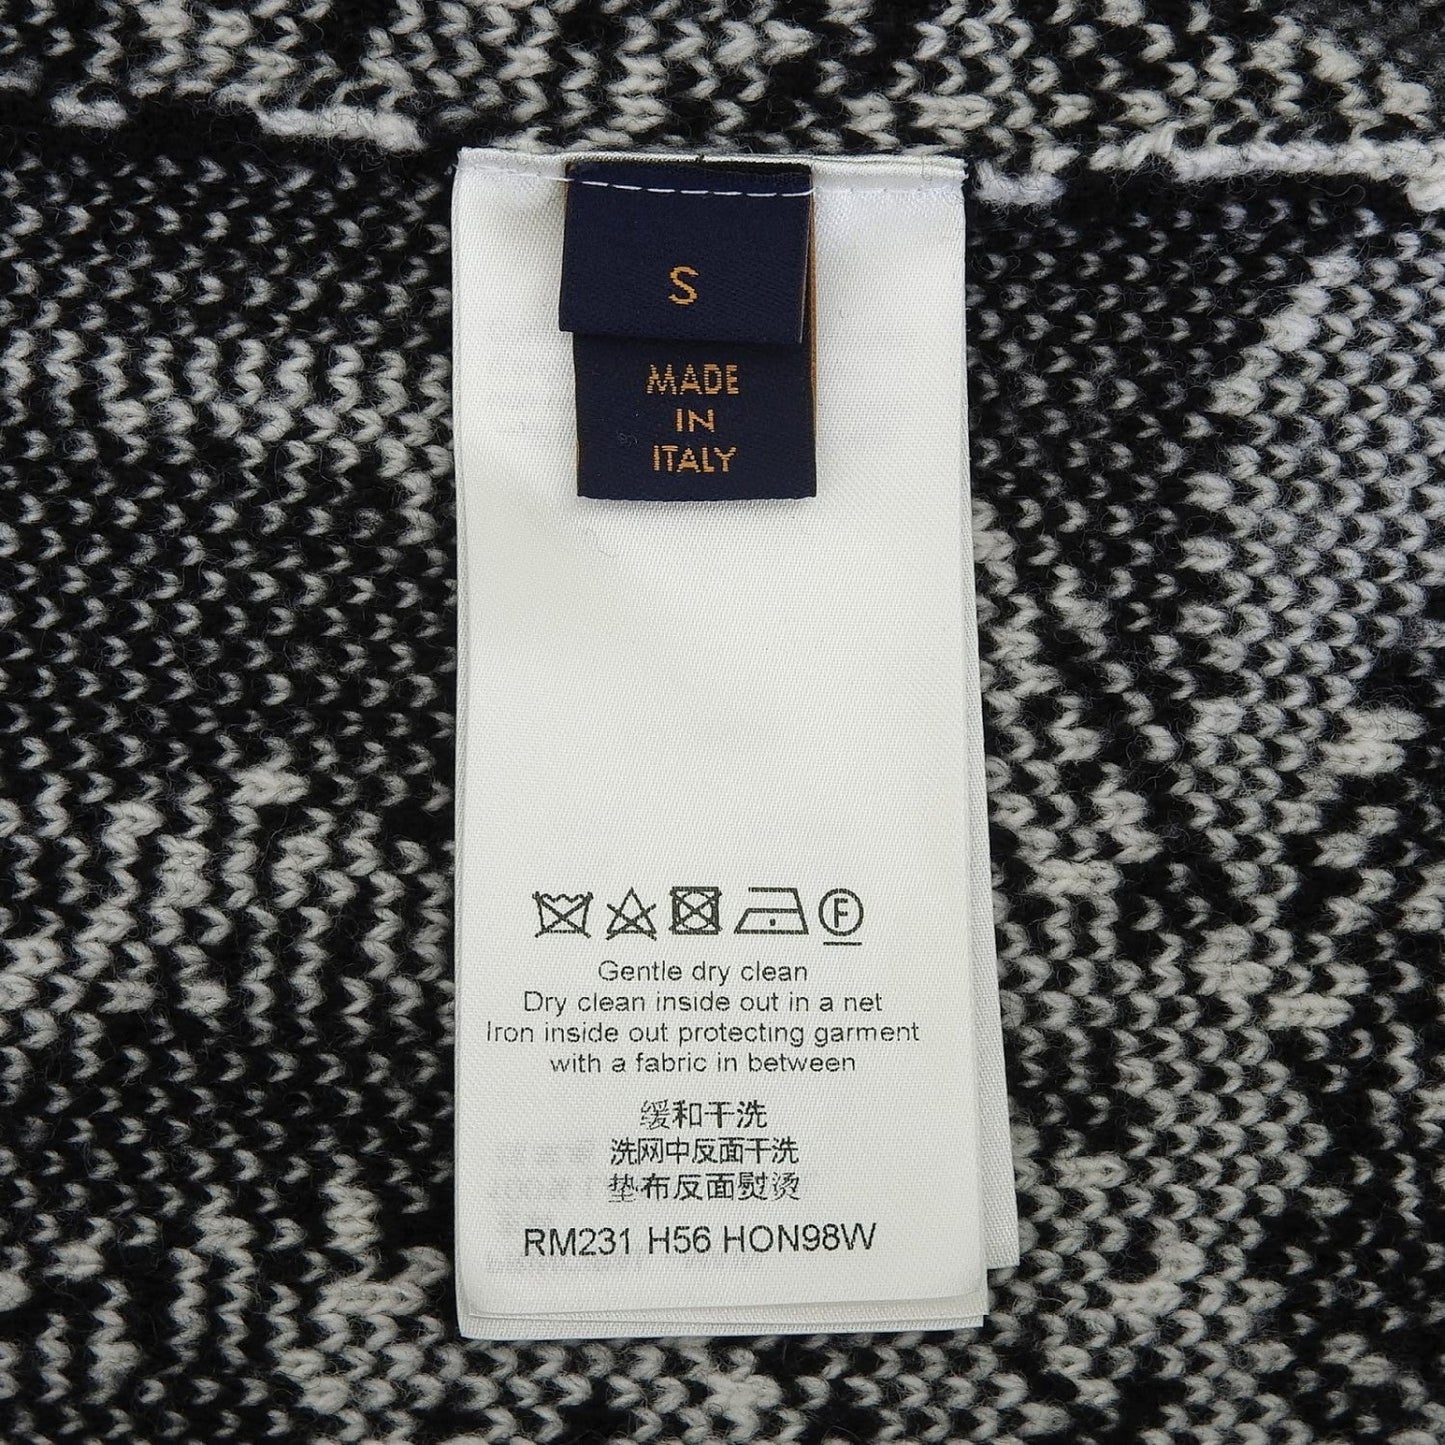 S
MADE
IN
ITALY
F
Gentle dry clean
Dry clean inside out in a net
Iron inside out protecting garment
with a fabric in between
缓和干洗
洗网中反面干洗
垫布反面熨烫
RM231 H56 HON98W